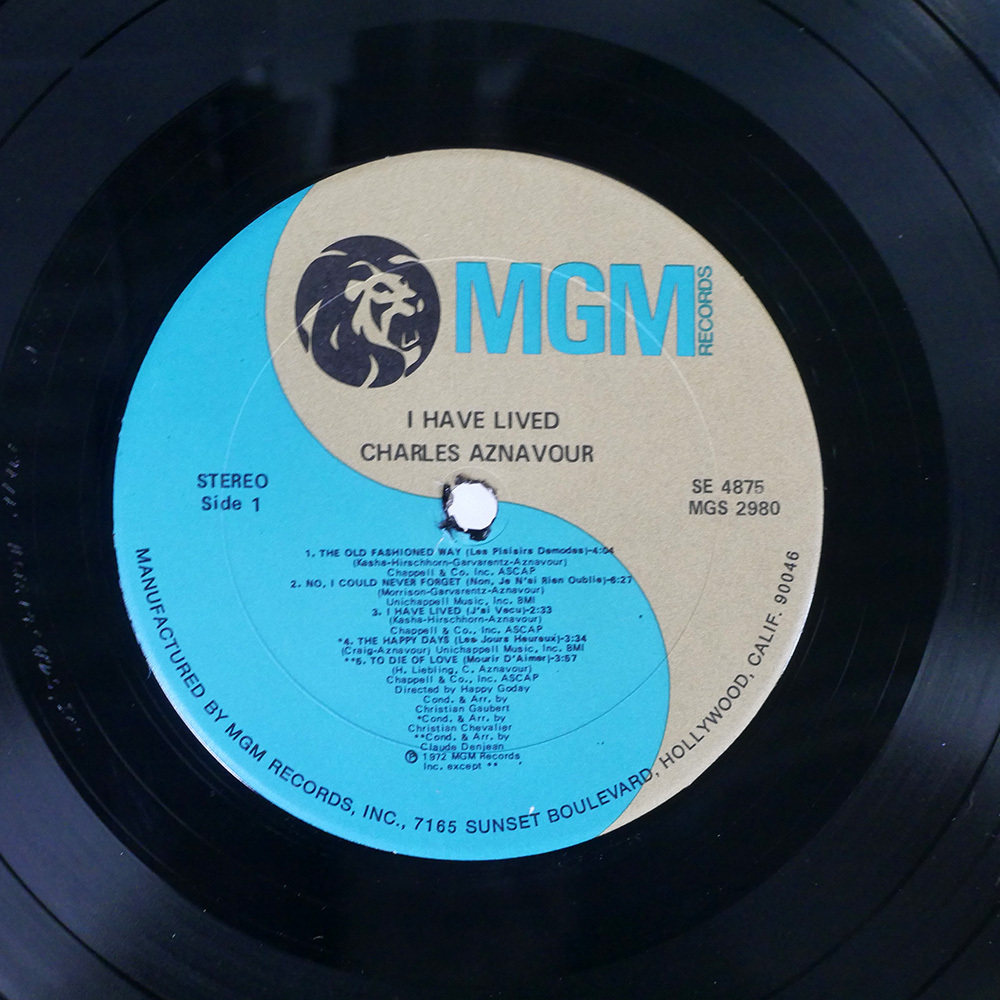 MGM RECORDS
I HAVE LIVED
CHARLES AZNAVOUR
STEREO
Side 1
SE 4875
MGS 2980
1. THE OLD FASHIONED WAY (Les Plaisirs Demodes)-4:04
(Kasha-Hirschhorn-Garvarentz-Aznavour)
Chappell & Co. Inc. ASCAP
2. NO, I COULD NEVER FORGET (Non, Je N'ai Rien Oublie)-6:27
(Morrison-Garvarentz-Aznavour)
Unichappell Music, Inc. BMI
3. I HAVE LIVED (J'ai Vecu)-2:33
(Kasha-Hirschhorn-Aznavour)
Chappell & Co., Inc. ASCAP
*4. THE HAPPY DAYS (Les Jours Heureux)-3:34
(Craig-Aznavour) Unichappell Music, Inc. BMI
**5. TO DIE OF LOVE (Mourir D'Aimer)-3:57
(H. Liebling, C. Aznavour)
Chappell & Co., Inc. ASCAP
Directed by Happy Goday
Cond. & Arr. by
Christian Gaubert
*Cond. & Arr. by
Christian Chevalier
**Cond. & Arr. by
Claude Denjean
℗ 1972 MGM Records
Inc. except **
MANUFACTURED BY MGM RECORDS, INC., 7165 SUNSET BOULEVARD, HOLLYWOOD, CALIF. 90046